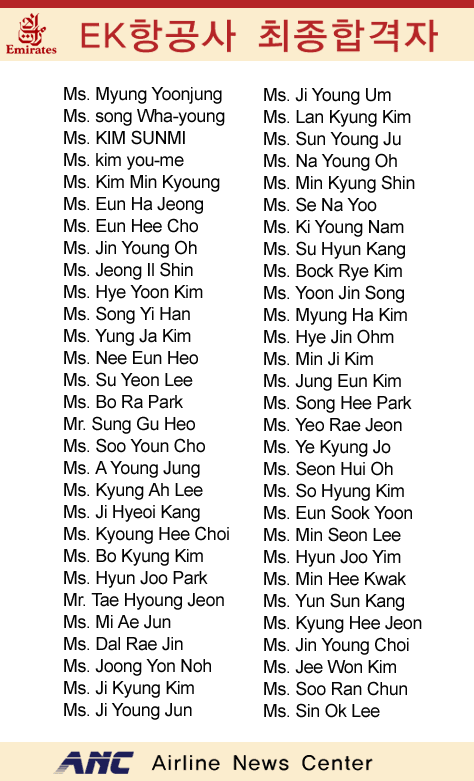 Emirates
EK항공사 최종합격자
Ms. Myung Yoonjung
Ms. song Wha-young
Ms. KIM SUNMI
Ms. kim you-me
Ms. Kim Min Kyoung
Ms. Eun Ha Jeong
Ms. Eun Hee Cho
Ms. Jin Young Oh
Ms. Jeong Il Shin
Ms. Hye Yoon Kim
Ms. Song Yi Han
Ms. Yung Ja Kim
Ms. Nee Eun Heo
Ms. Su Yeon Lee
Ms. Bo Ra Park
Mr. Sung Gu Heo
Ms. Soo Youn Cho
Ms. A Young Jung
Ms. Kyung Ah Lee
Ms. Ji Hyeoi Kang
Ms. Kyoung Hee Choi
Ms. Bo Kyung Kim
Ms. Hyun Joo Park
Mr. Tae Hyoung Jeon
Ms. Mi Ae Jun
Ms. Dal Rae Jin
Ms. Joong Yon Noh
Ms. Ji Kyung Kim
Ms. Ji Young Jun
Ms. Ji Young Um
Ms. Lan Kyung Kim
Ms. Sun Young Ju
Ms. Na Young Oh
Ms. Min Kyung Shin
Ms. Se Na Yoo
Ms. Ki Young Nam
Ms. Su Hyun Kang
Ms. Bock Rye Kim
Ms. Yoon Jin Song
Ms. Myung Ha Kim
Ms. Hye Jin Ohm
Ms. Min Ji Kim
Ms. Jung Eun Kim
Ms. Song Hee Park
Ms. Yeo Rae Jeon
Ms. Ye Kyung Jo
Ms. Seon Hui Oh
Ms. So Hyung Kim
Ms. Eun Sook Yoon
Ms. Min Seon Lee
Ms. Hyun Joo Yim
Ms. Min Hee Kwak
Ms. Yun Sun Kang
Ms. Kyung Hee Jeon
Ms. Jin Young Choi
Ms. Jee Won Kim
Ms. Soo Ran Chun
Ms. Sin Ok Lee
ANC Airline News Center